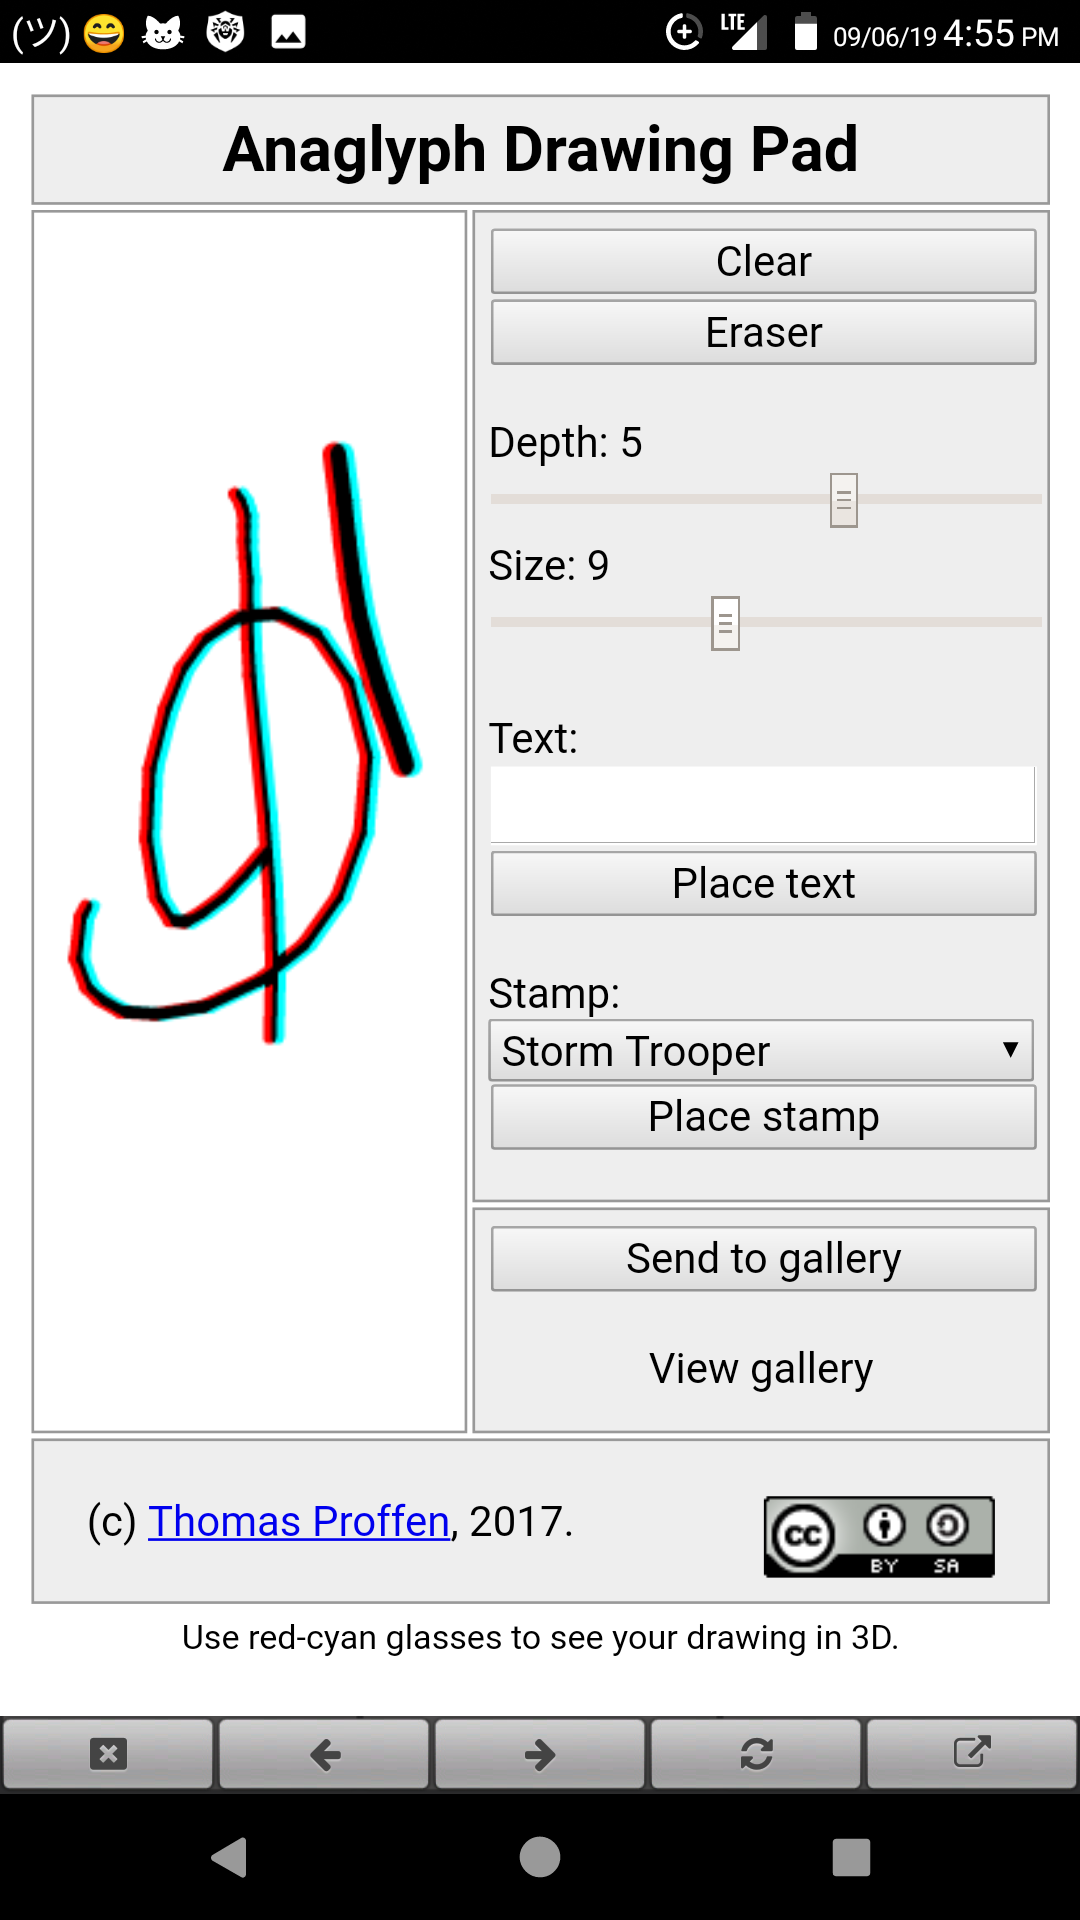 (ツ) LTE 09/06/19 4:55 PM
Anaglyph Drawing Pad
Clear
Eraser
Depth: 5
Size: 9
Text:
Place text
Stamp:
Storm Trooper
Place stamp
Send to gallery
View gallery
(c) Thomas Proffen, 2017.
cc BY SA
Use red-cyan glasses to see your drawing in 3D.